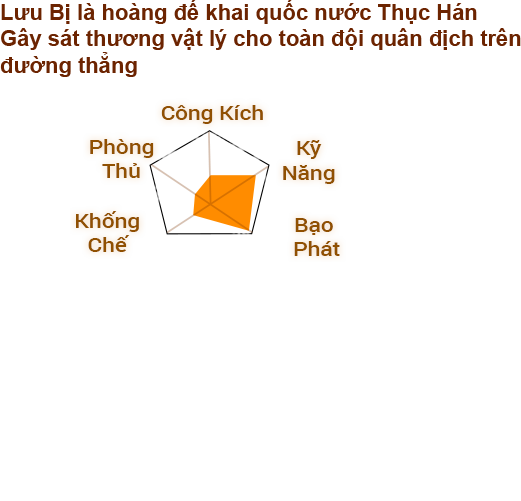 Lưu Bị là hoàng đế khai quốc nước Thục Hán
Gây sát thương vật lý cho toàn đội quân địch trên
đường thẳng
Công Kích
Phòng
Thủ
Kỹ
Năng
Khống
Chế
Bạo
Phát